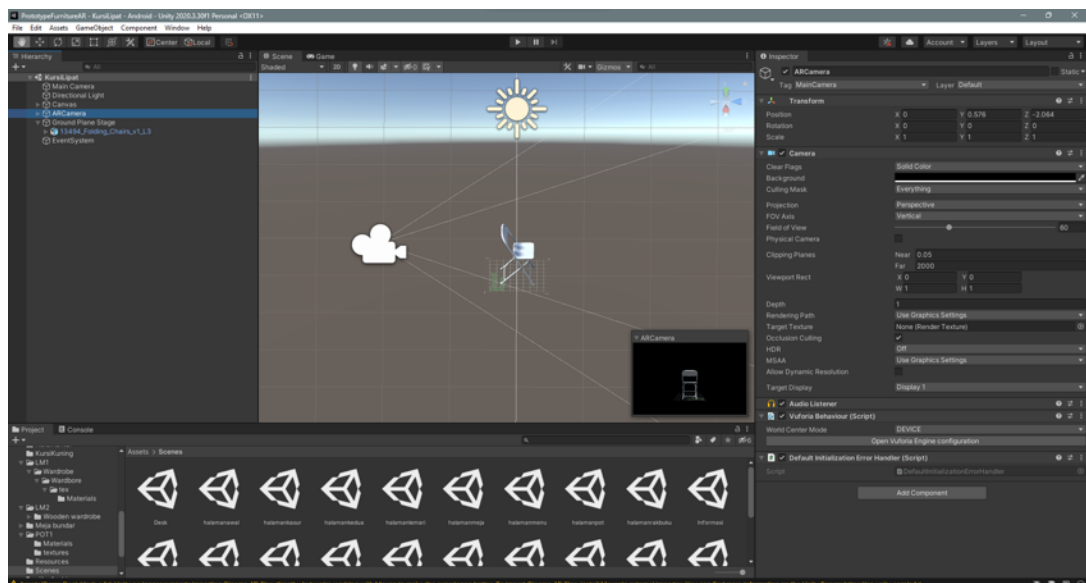 PrototypeFurnitureAR - KursiLipat - Android - Unity 2020.3.30f1 Personal <DX11>
File Edit Assets GameObject Component Window Help
Center Local
Account Layers Layout
Hierarchy
All
KursiLipat
Main Camera
Directional Light
Canvas
ARCamera
Ground Plane Stage
13494_Folding_Chairs_v1_L3
EventSystem
Scene Game
Shaded 2D Gizmos All
ARCamera
Inspector
ARCamera Static
Tag MainCamera Layer Default
Transform
Position X 0 Y 0.576 Z -2.064
Rotation X 0 Y 0 Z 0
Scale X 1 Y 1 Z 1
Camera
Clear Flags Solid Color
Background
Culling Mask Everything
Projection Perspective
FOV Axis Vertical
Field of View 60
Physical Camera
Clipping Planes Near 0.05
Far 2000
Viewport Rect X 0 Y 0
W 1 H 1
Depth 1
Rendering Path Use Graphics Settings
Target Texture None (Render Texture)
Occlusion Culling
HDR Off
MSAA Use Graphics Settings
Allow Dynamic Resolution
Target Display Display 1
Audio Listener
Vuforia Behaviour (Script)
World Center Mode DEVICE
Open Vuforia Engine configuration
Default Initialization Error Handler (Script)
Script DefaultInitializationErrorHandler
Add Component
Project Console
KursiKuning
LM1
Wardrobe
Wardbore
tex
Materials
LM2
Wooden wardrobe
Meja bundar
POT1
Materials
textures
Resources
Scenes
Assets > Scenes
Desk halamanawal halamankasur halamankedua halamanlemari halamanmeja halamanmenu halamanpot halamanrakbuku Informasi